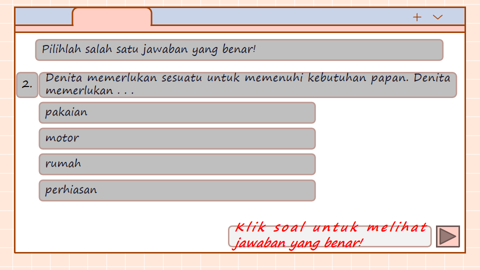 Pilihlah salah satu jawaban yang benar!
2. Denita memerlukan sesuatu untuk memenuhi kebutuhan papan. Denita
memerlukan . . .
pakaian
motor
rumah
perhiasan
Klik soal untuk melihat
jawaban yang benar!